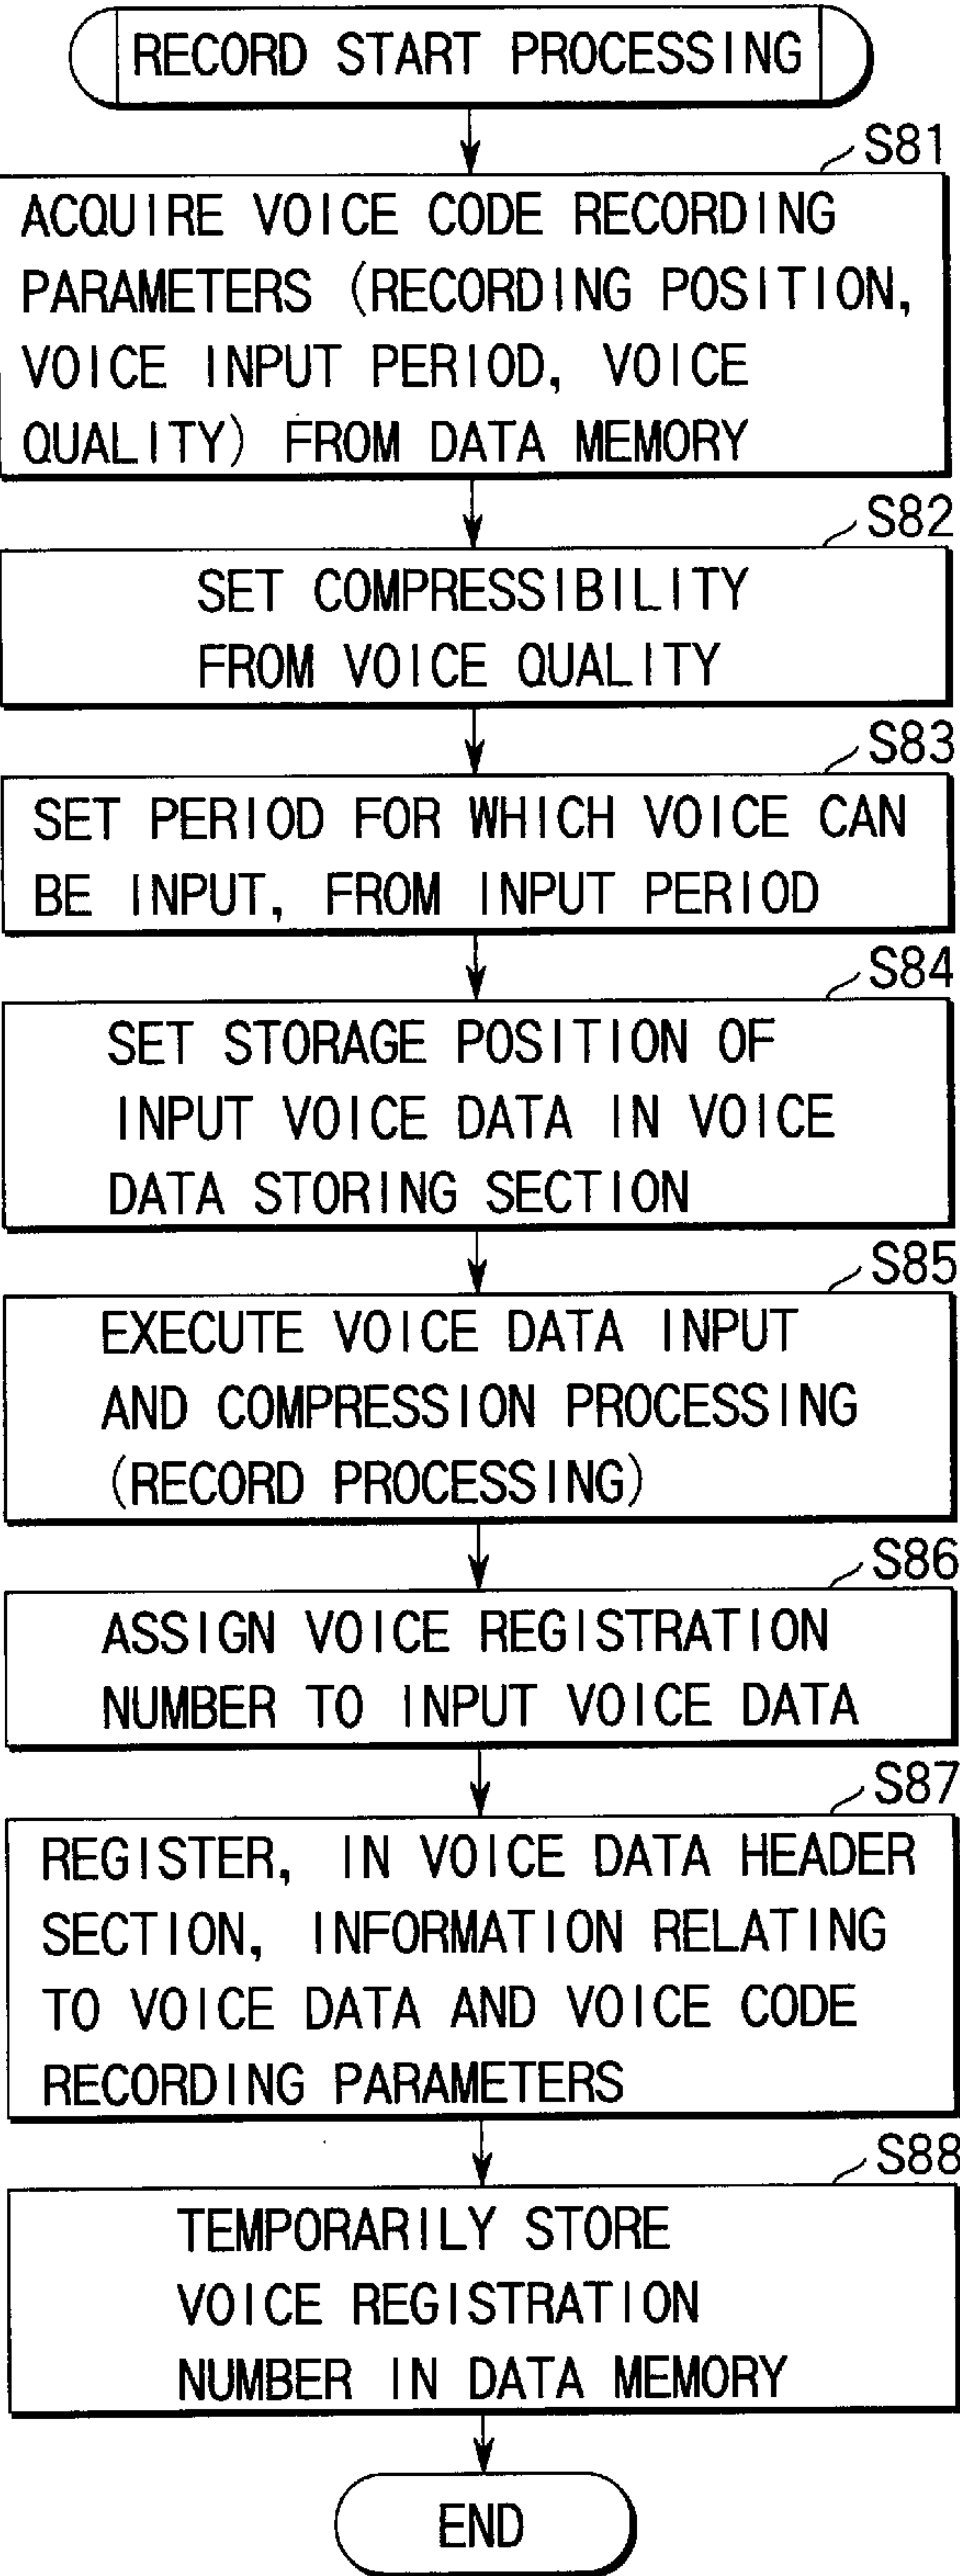 RECORD START PROCESSING
S81
ACQUIRE VOICE CODE RECORDING
PARAMETERS (RECORDING POSITION,
VOICE INPUT PERIOD, VOICE
QUALITY) FROM DATA MEMORY
S82
SET COMPRESSIBILITY
FROM VOICE QUALITY
S83
SET PERIOD FOR WHICH VOICE CAN
BE INPUT, FROM INPUT PERIOD
S84
SET STORAGE POSITION OF
INPUT VOICE DATA IN VOICE
DATA STORING SECTION
S85
EXECUTE VOICE DATA INPUT
AND COMPRESSION PROCESSING
(RECORD PROCESSING)
S86
ASSIGN VOICE REGISTRATION
NUMBER TO INPUT VOICE DATA
S87
REGISTER, IN VOICE DATA HEADER
SECTION, INFORMATION RELATING
TO VOICE DATA AND VOICE CODE
RECORDING PARAMETERS
S88
TEMPORARILY STORE
VOICE REGISTRATION
NUMBER IN DATA MEMORY
END